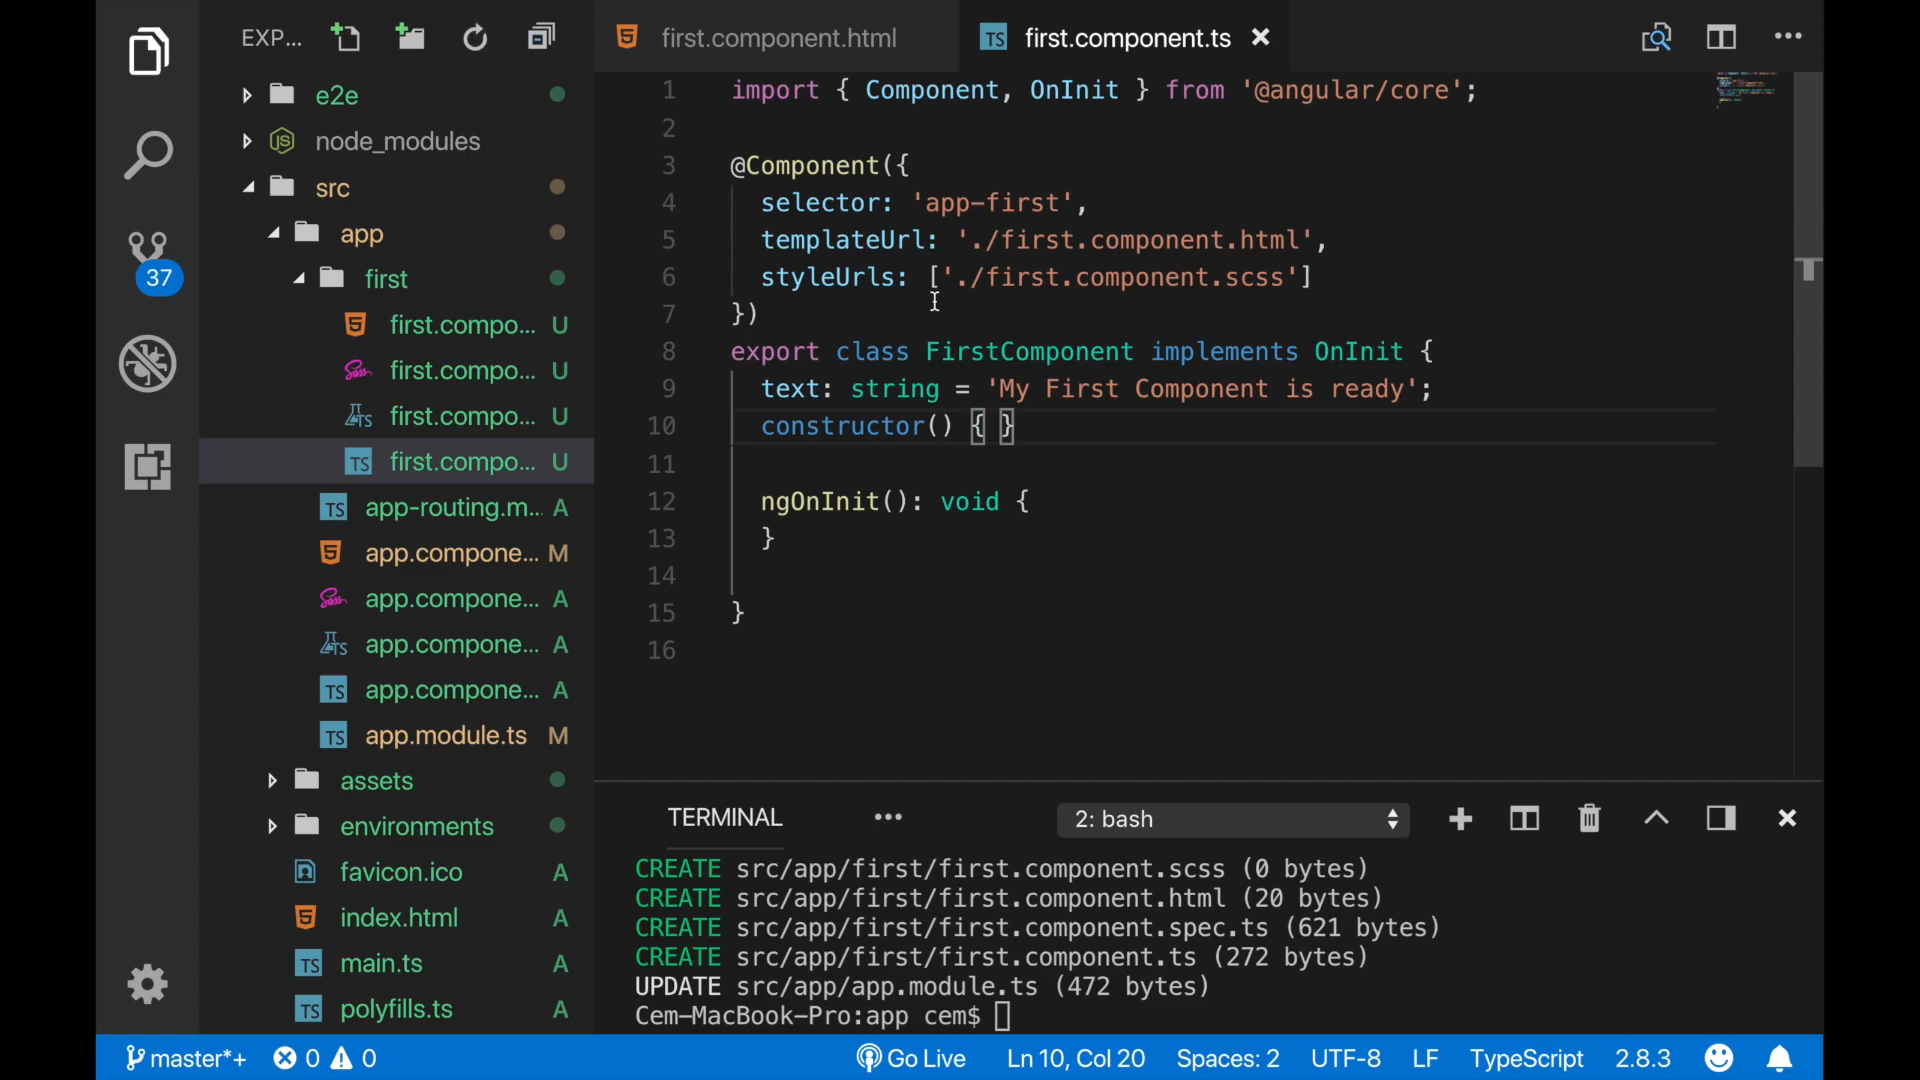 EXP...
e2e
node_modules
src
app
first
first.compo... U
first.compo... U
first.compo... U
first.compo... U
app-routing.m... A
app.compone... M
app.compone... A
app.compone... A
app.compone... A
app.module.ts M
assets
environments
favicon.ico A
index.html A
main.ts A
polyfills.ts A
37
first.component.html
TS first.component.ts
1 import { Component, OnInit } from '@angular/core';
2
3 @Component({
4 selector: 'app-first',
5 templateUrl: './first.component.html',
6 styleUrls: ['./first.component.scss']
7 })
8 export class FirstComponent implements OnInit {
9 text: string = 'My First Component is ready';
10 constructor() { }
11
12 ngOnInit(): void {
13 }
14
15 }
16
TERMINAL
2: bash
CREATE src/app/first/first.component.scss (0 bytes)
CREATE src/app/first/first.component.html (20 bytes)
CREATE src/app/first/first.component.spec.ts (621 bytes)
CREATE src/app/first/first.component.ts (272 bytes)
UPDATE src/app/app.module.ts (472 bytes)
Cem-MacBook-Pro:app cem$
master*+ 0 0 Go Live Ln 10, Col 20 Spaces: 2 UTF-8 LF TypeScript 2.8.3